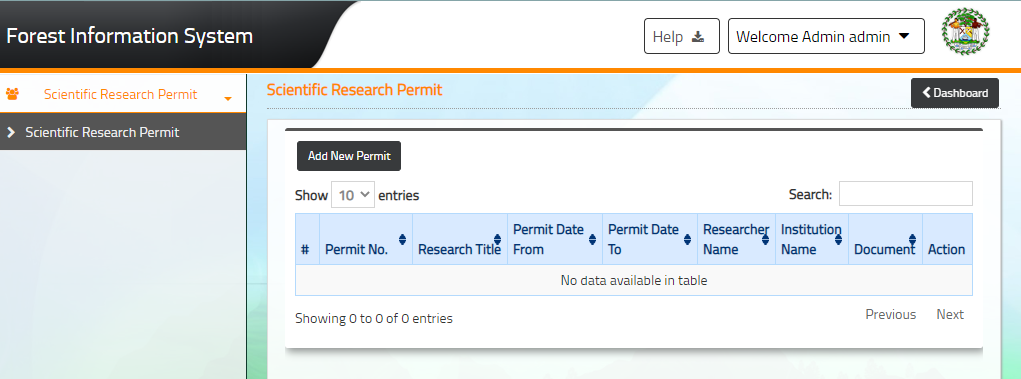 Forest Information System
Help
Welcome Admin admin
Scientific Research Permit
Scientific Research Permit
Scientific Research Permit
Dashboard
Add New Permit
Show 10 entries
Search:
# Permit No. Research Title Permit Date From Permit Date To Researcher Name Institution Name Document Action
No data available in table
Showing 0 to 0 of 0 entries
Previous Next